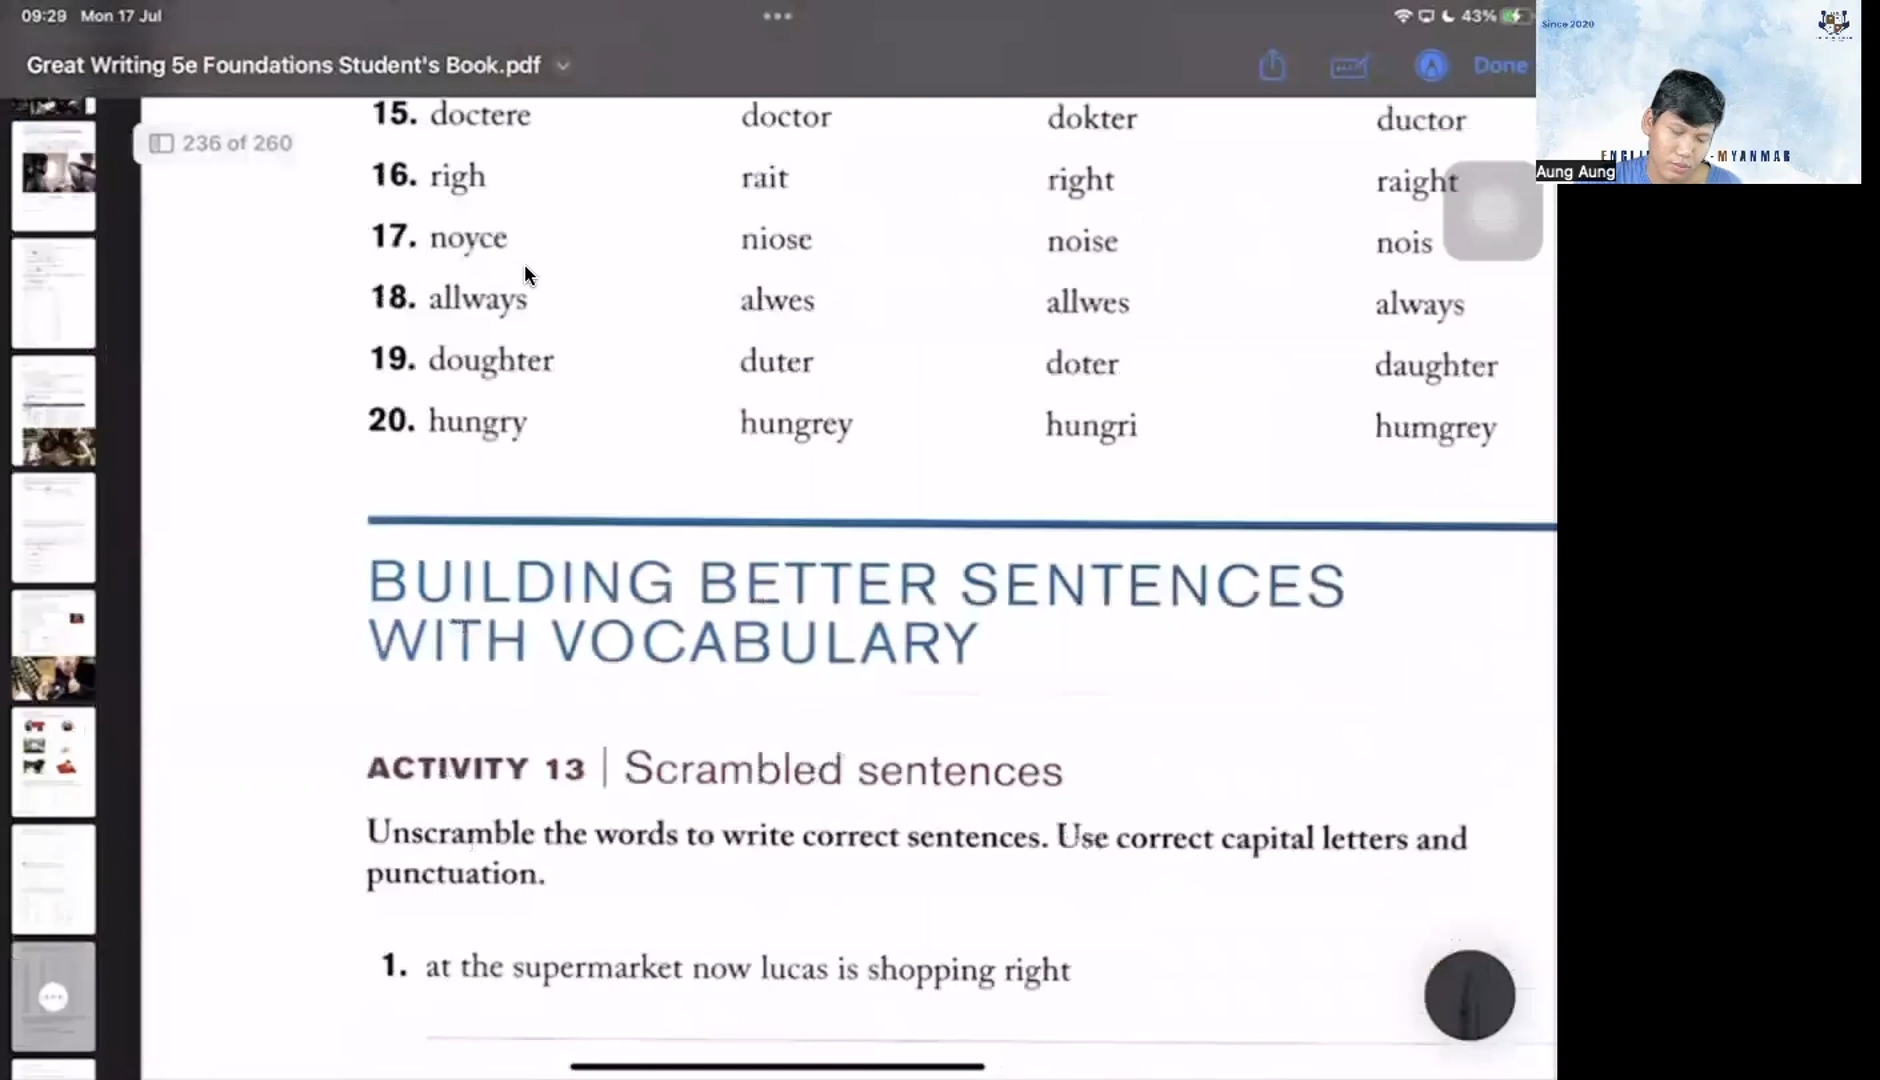 09:29 Mon 17 Jul
43%
Great Writing 5e Foundations Student's Book.pdf
Done
236 of 260
15. doctere doctor dokter ductor
16. righ rait right raight
17. noyce niose noise nois
18. allways alwes allwes always
19. doughter duter doter daughter
20. hungry hungrey hungri humgrey
BUILDING BETTER SENTENCES
WITH VOCABULARY
ACTIVITY 13 | Scrambled sentences
Unscramble the words to write correct sentences. Use correct capital letters and
punctuation.
1. at the supermarket now lucas is shopping right
Since 2020
MYANMAR
Aung Aung